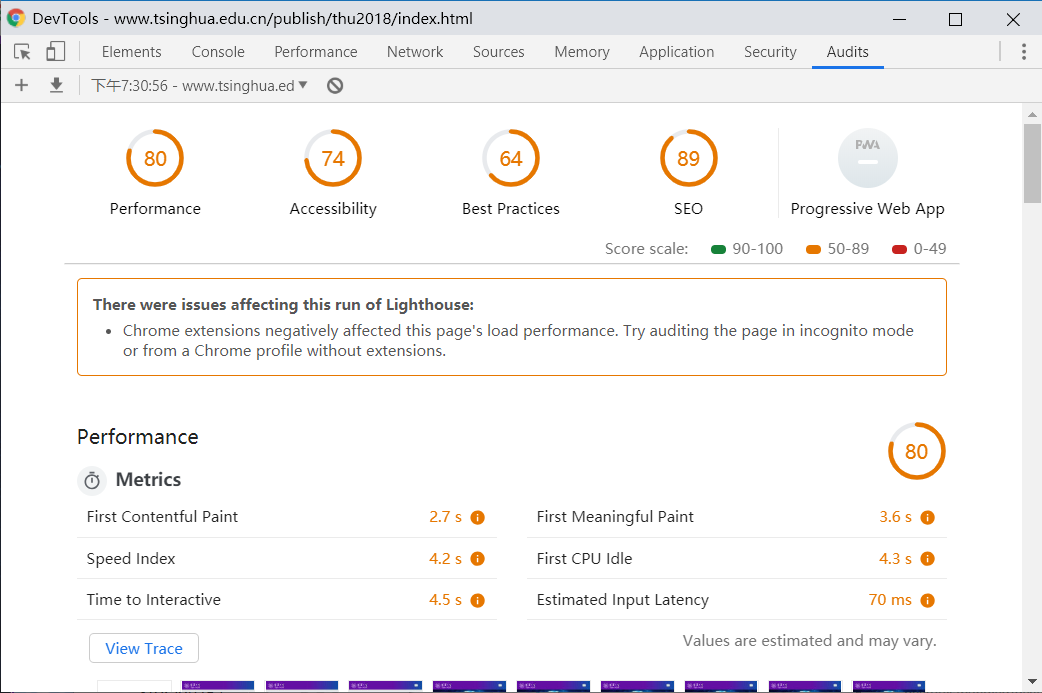 DevTools - www.tsinghua.edu.cn/publish/thu2018/index.html
Elements Console Performance Network Sources Memory Application Security Audits
下午7:30:56 - www.tsinghua.ed
80 74 64 89 PWA
Performance Accessibility Best Practices SEO Progressive Web App
Score scale: 90-100 50-89 0-49
There were issues affecting this run of Lighthouse:
• Chrome extensions negatively affected this page's load performance. Try auditing the page in incognito mode
or from a Chrome profile without extensions.
Performance 80
Metrics
First Contentful Paint 2.7 s First Meaningful Paint 3.6 s
Speed Index 4.2 s First CPU Idle 4.3 s
Time to Interactive 4.5 s Estimated Input Latency 70 ms
View Trace Values are estimated and may vary.